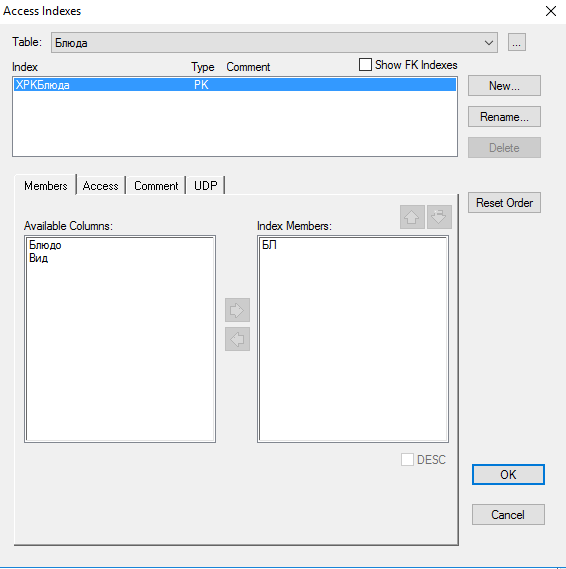 Access Indexes
Table: Блюда ...
Index Type Comment Show FK Indexes
ХРКБлюда PK
New...
Rename...
Delete
Members Access Comment UDP
Reset Order
Available Columns: Index Members:
Блюдо БЛ
Вид
DESC
OK
Cancel